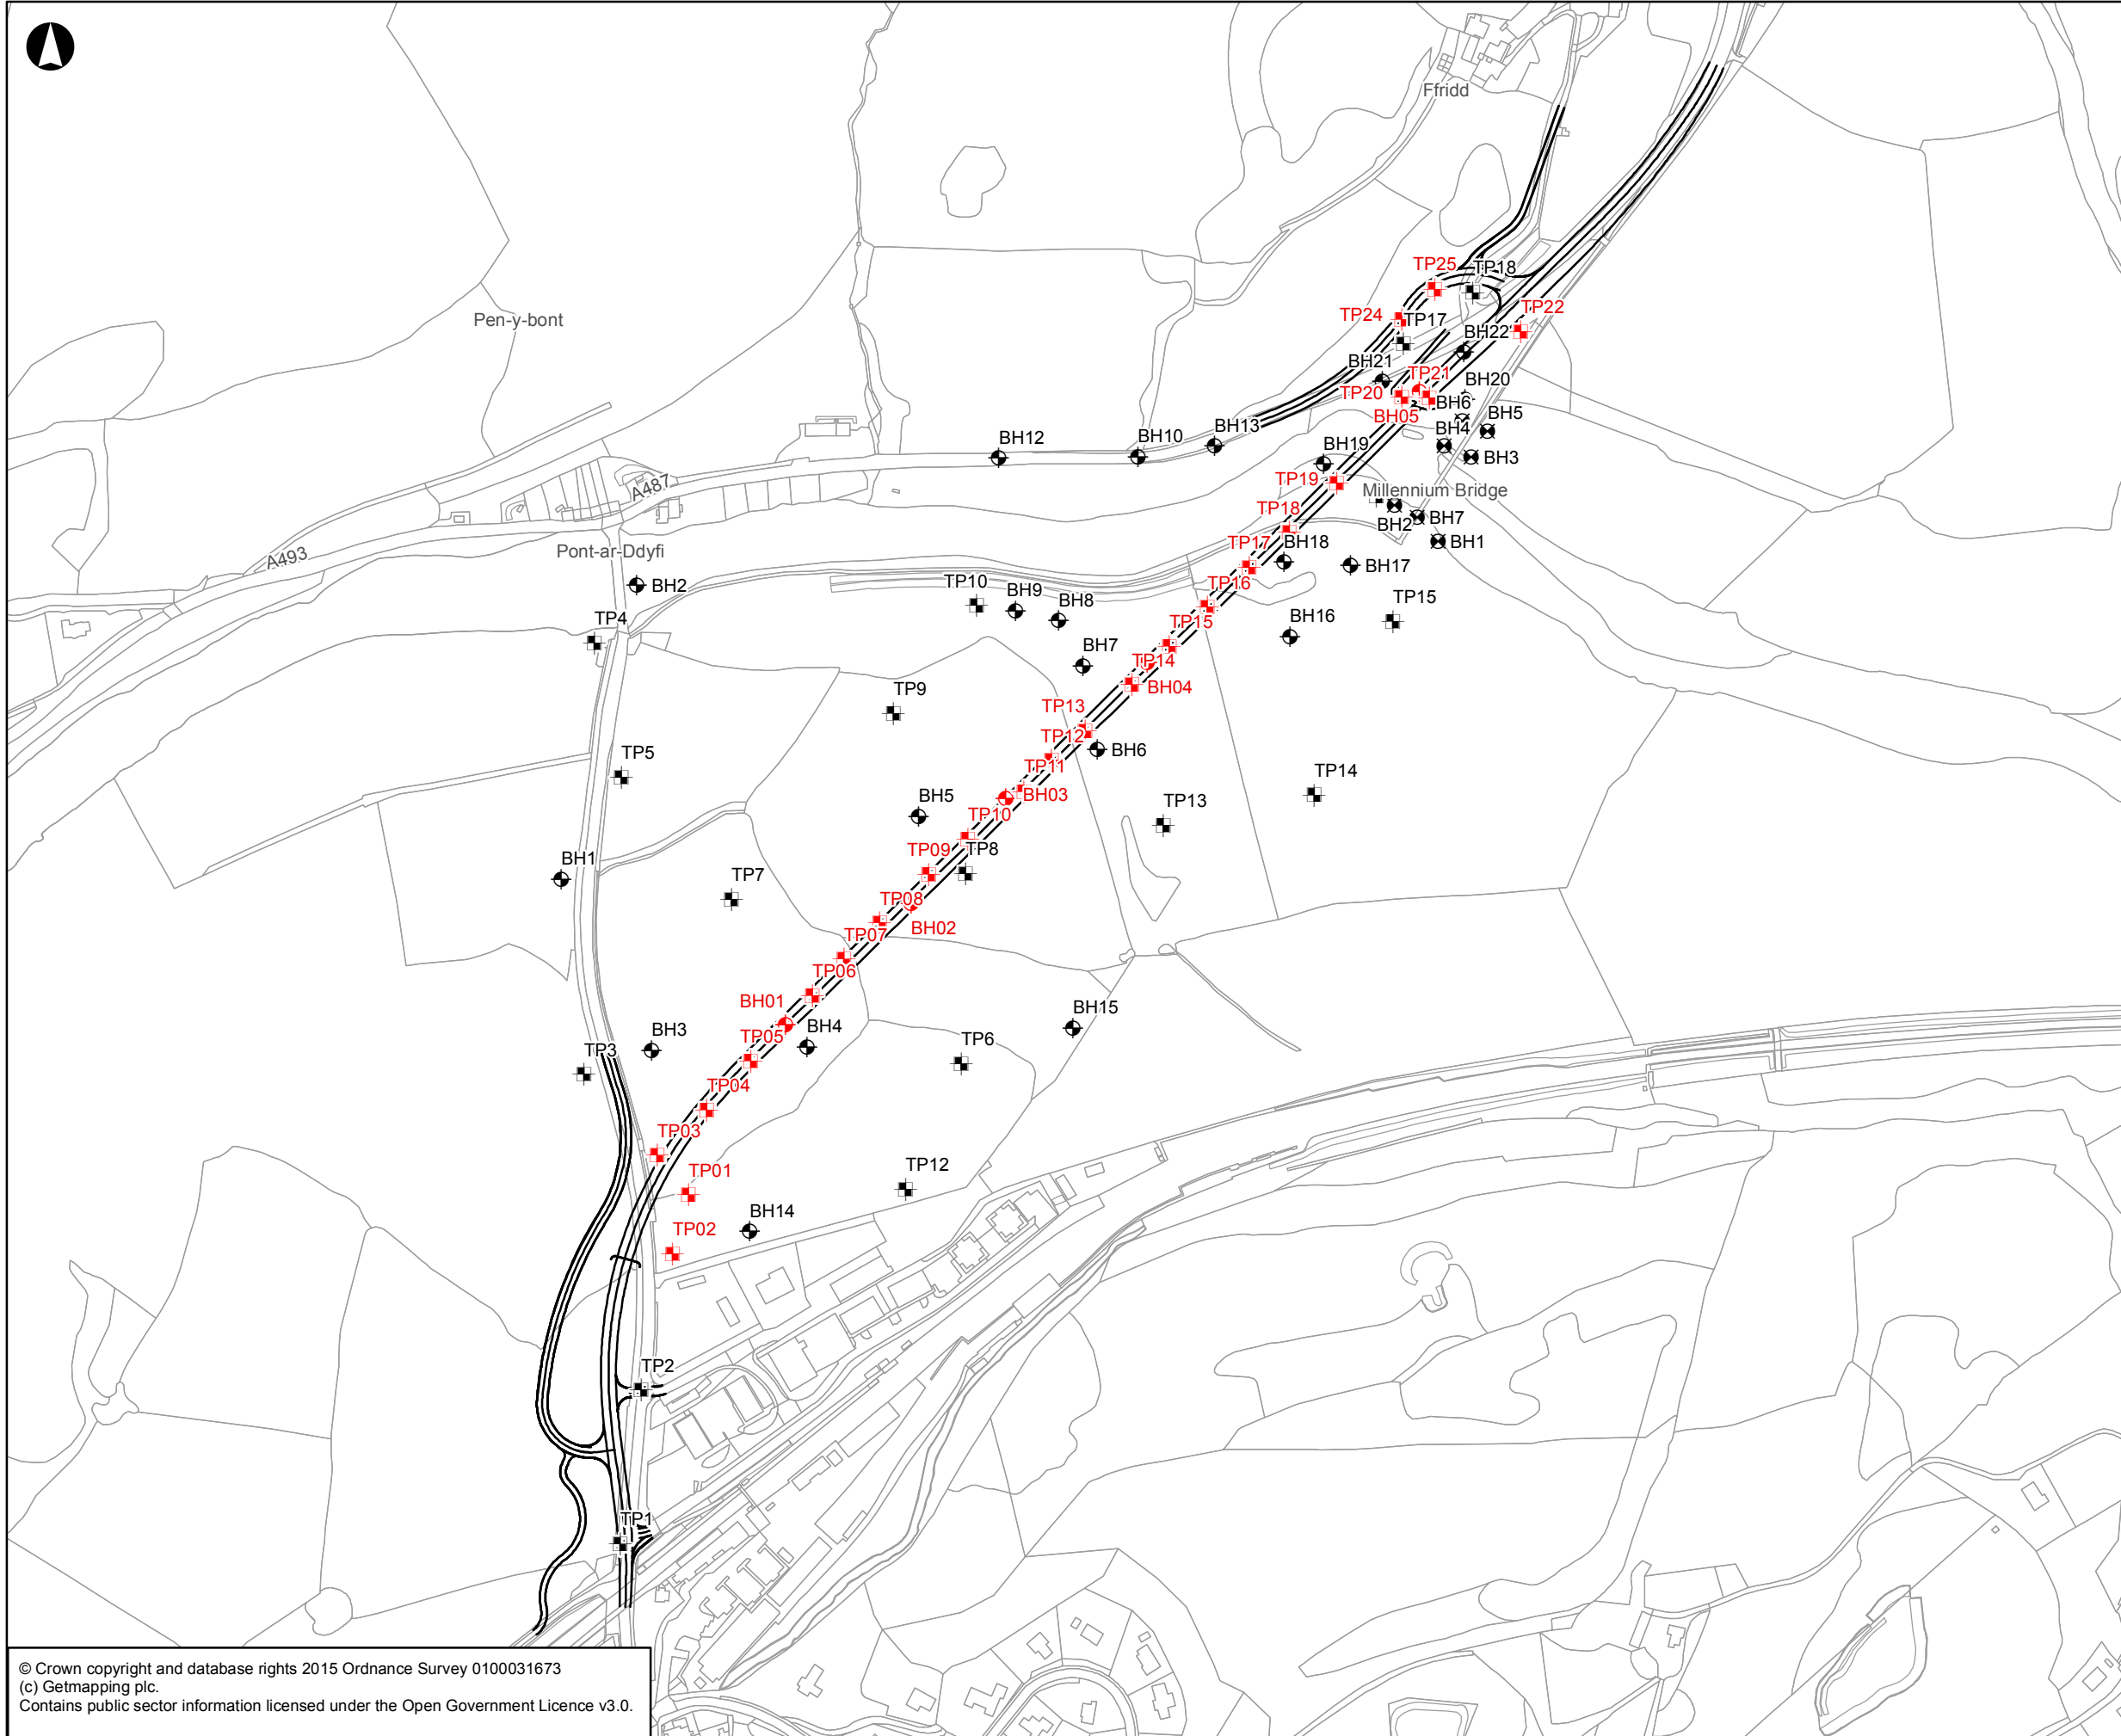 Ffridd
TP25
TP18
TP22
TP24
TP17
Pen-y-bont
BH22
BH21
TP21
BH20
TP20
BH6
BH05
BH5
BH4
BH13
BH12
BH10
BH19
BH3
TP19
Millennium Bridge
A487
TP18
BH2
BH7
A493
Pont-ar-Ddyfi
TP17
BH18
BH1
BH17
BH2
TP10
BH9
BH8
TP16
TP15
TP4
TP15
BH16
BH7
TP14
BH04
TP9
TP13
TP12
BH6
TP5
TP11
TP14
BH5
BH03
TP13
TP10
BH1
TP09
TP8
TP7
TP08
BH02
TP07
TP06
BH01
BH15
BH3
TP05
BH4
TP6
TP3
TP04
TP03
TP01
TP12
BH14
TP02
TP2
TP1
© Crown copyright and database rights 2015 Ordnance Survey 0100031673
(c) Getmapping plc.
Contains public sector information licensed under the Open Government Licence v3.0.